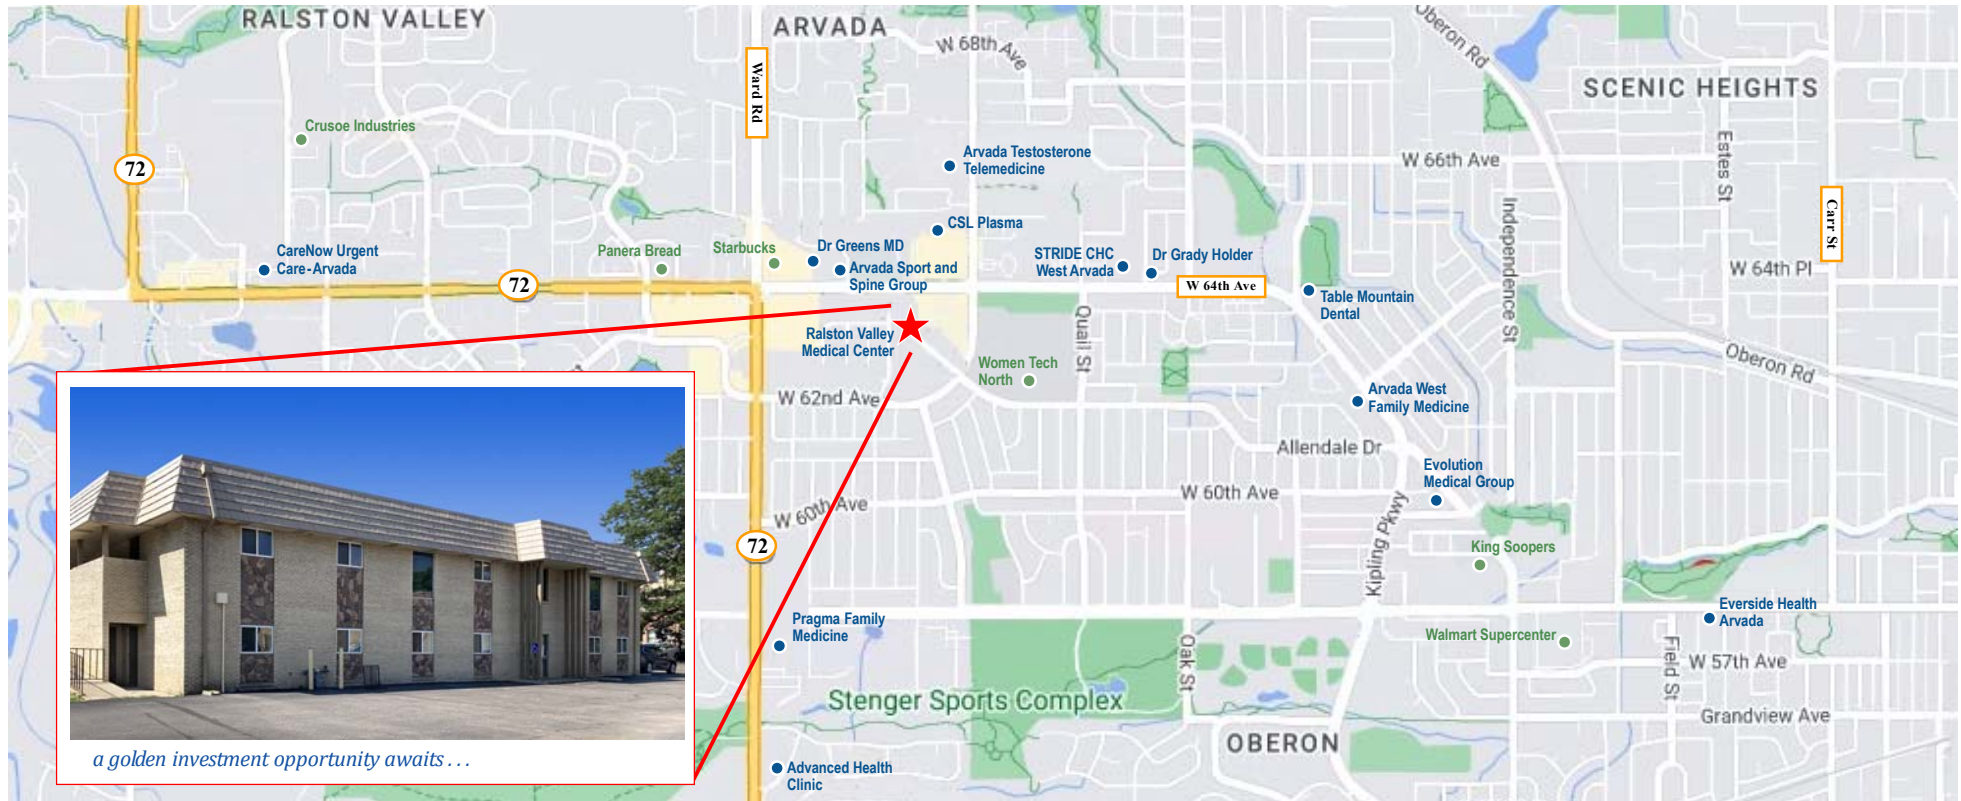 RALSTON VALLEY
ARVADA
Oberon Rd
W 68th Ave
Ward Rd
SCENIC HEIGHTS
Crusoe Industries
72
Arvada Testosterone
Telemedicine
W 66th Ave
Estes St
Independence St
Carr St
CSL Plasma
CareNow Urgent
Care-Arvada
Panera Bread
Starbucks
Dr Greens MD
Arvada Sport and
Spine Group
STRIDE CHC
West Arvada
Dr Grady Holder
W 64th Pl
72
W 64th Ave
Table Mountain
Dental
Ralston Valley
Medical Center
Quail St
Women Tech
North
Oberon Rd
W 62nd Ave
Arvada West
Family Medicine
Allendale Dr
Evolution
Medical Group
W 60th Ave
W 60th Ave
Kipling Pkwy
72
King Soopers
Pragma Family
Medicine
Everside Health
Arvada
Walmart Supercenter
Oak St
Field St
W 57th Ave
Stenger Sports Complex
Grandview Ave
OBERON
a golden investment opportunity awaits . . .
Advanced Health
Clinic